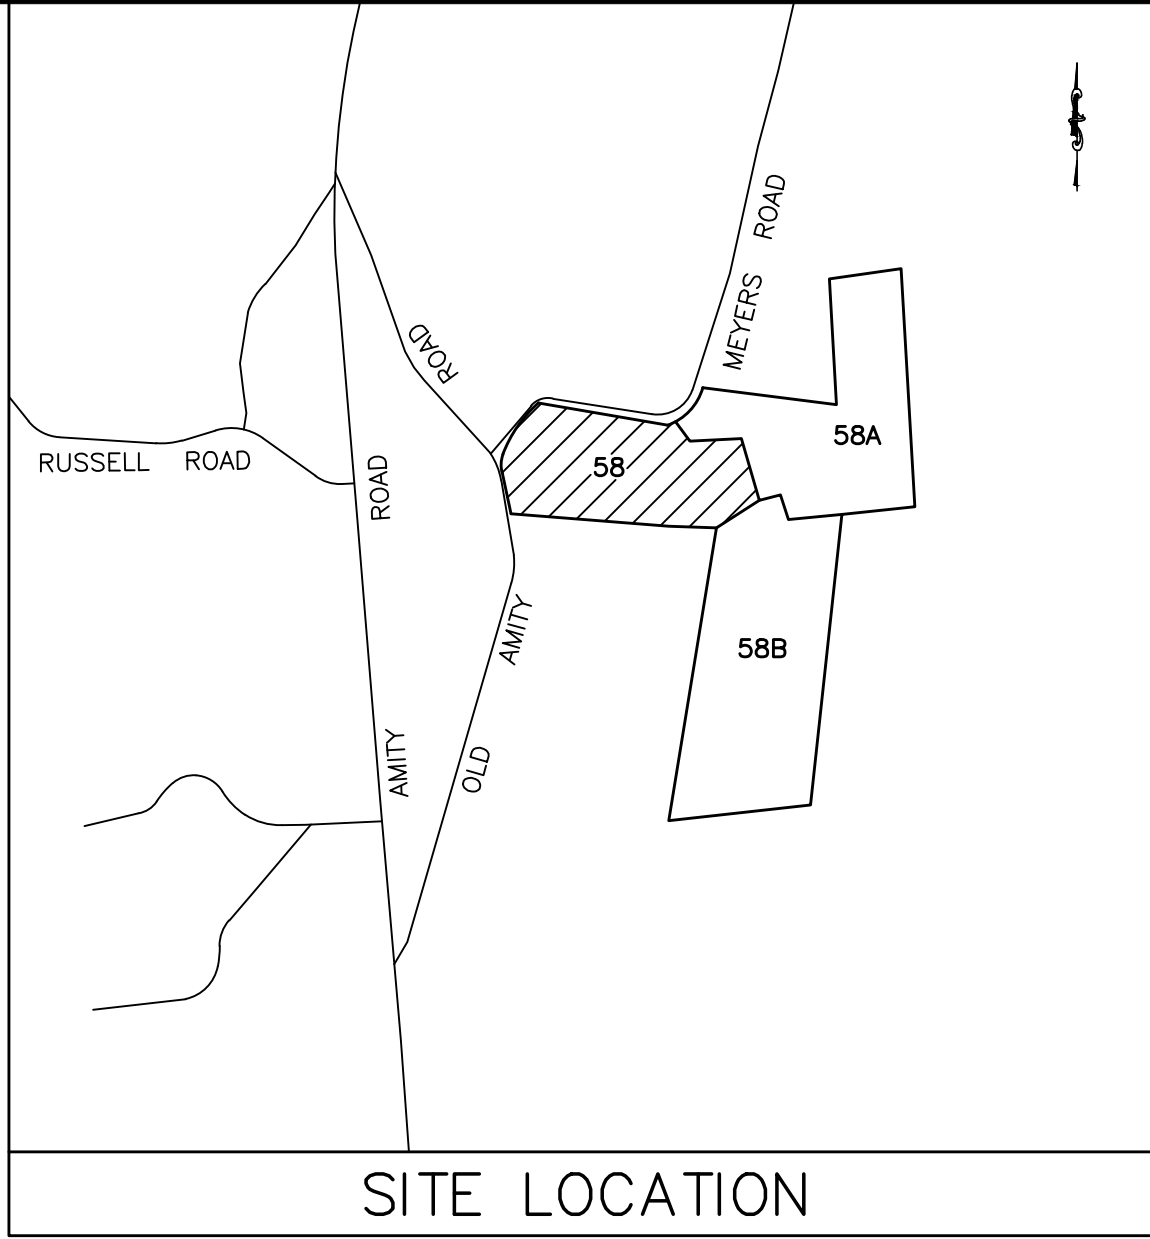 MEYERS ROAD
ROAD
58A
RUSSELL ROAD
58
ROAD
58B
OLD AMITY
AMITY
SITE LOCATION